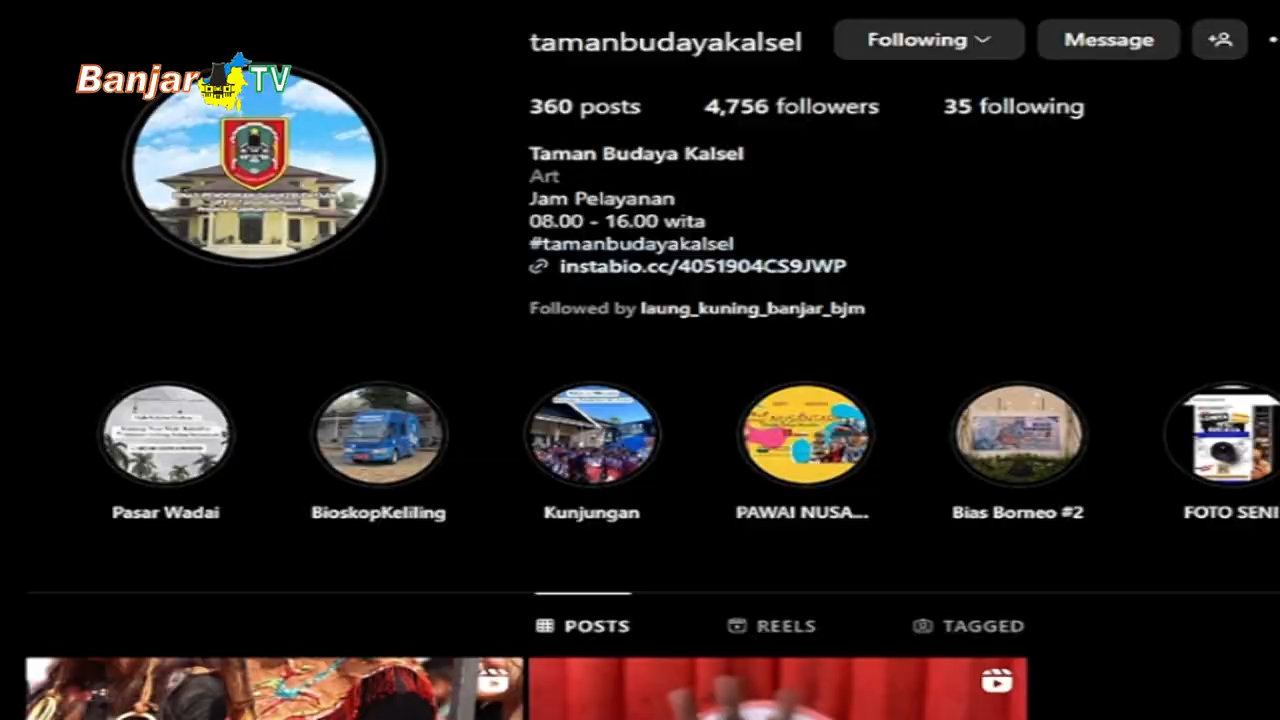 Banjar TV
tamanbudayakalsel
Following
Message
360 posts
4,756 followers
35 following
Taman Budaya Kalsel
Art
Jam Pelayanan
08.00 - 16.00 wita
#tamanbudayakalsel
instabio.cc/4051904CS9JWP
Followed by laung_kuning_banjar_bjm
Pasar Wadai
BioskopKeliling
Kunjungan
PAWAI NUSA...
Bias Borneo #2
FOTO SENI
POSTS
REELS
TAGGED